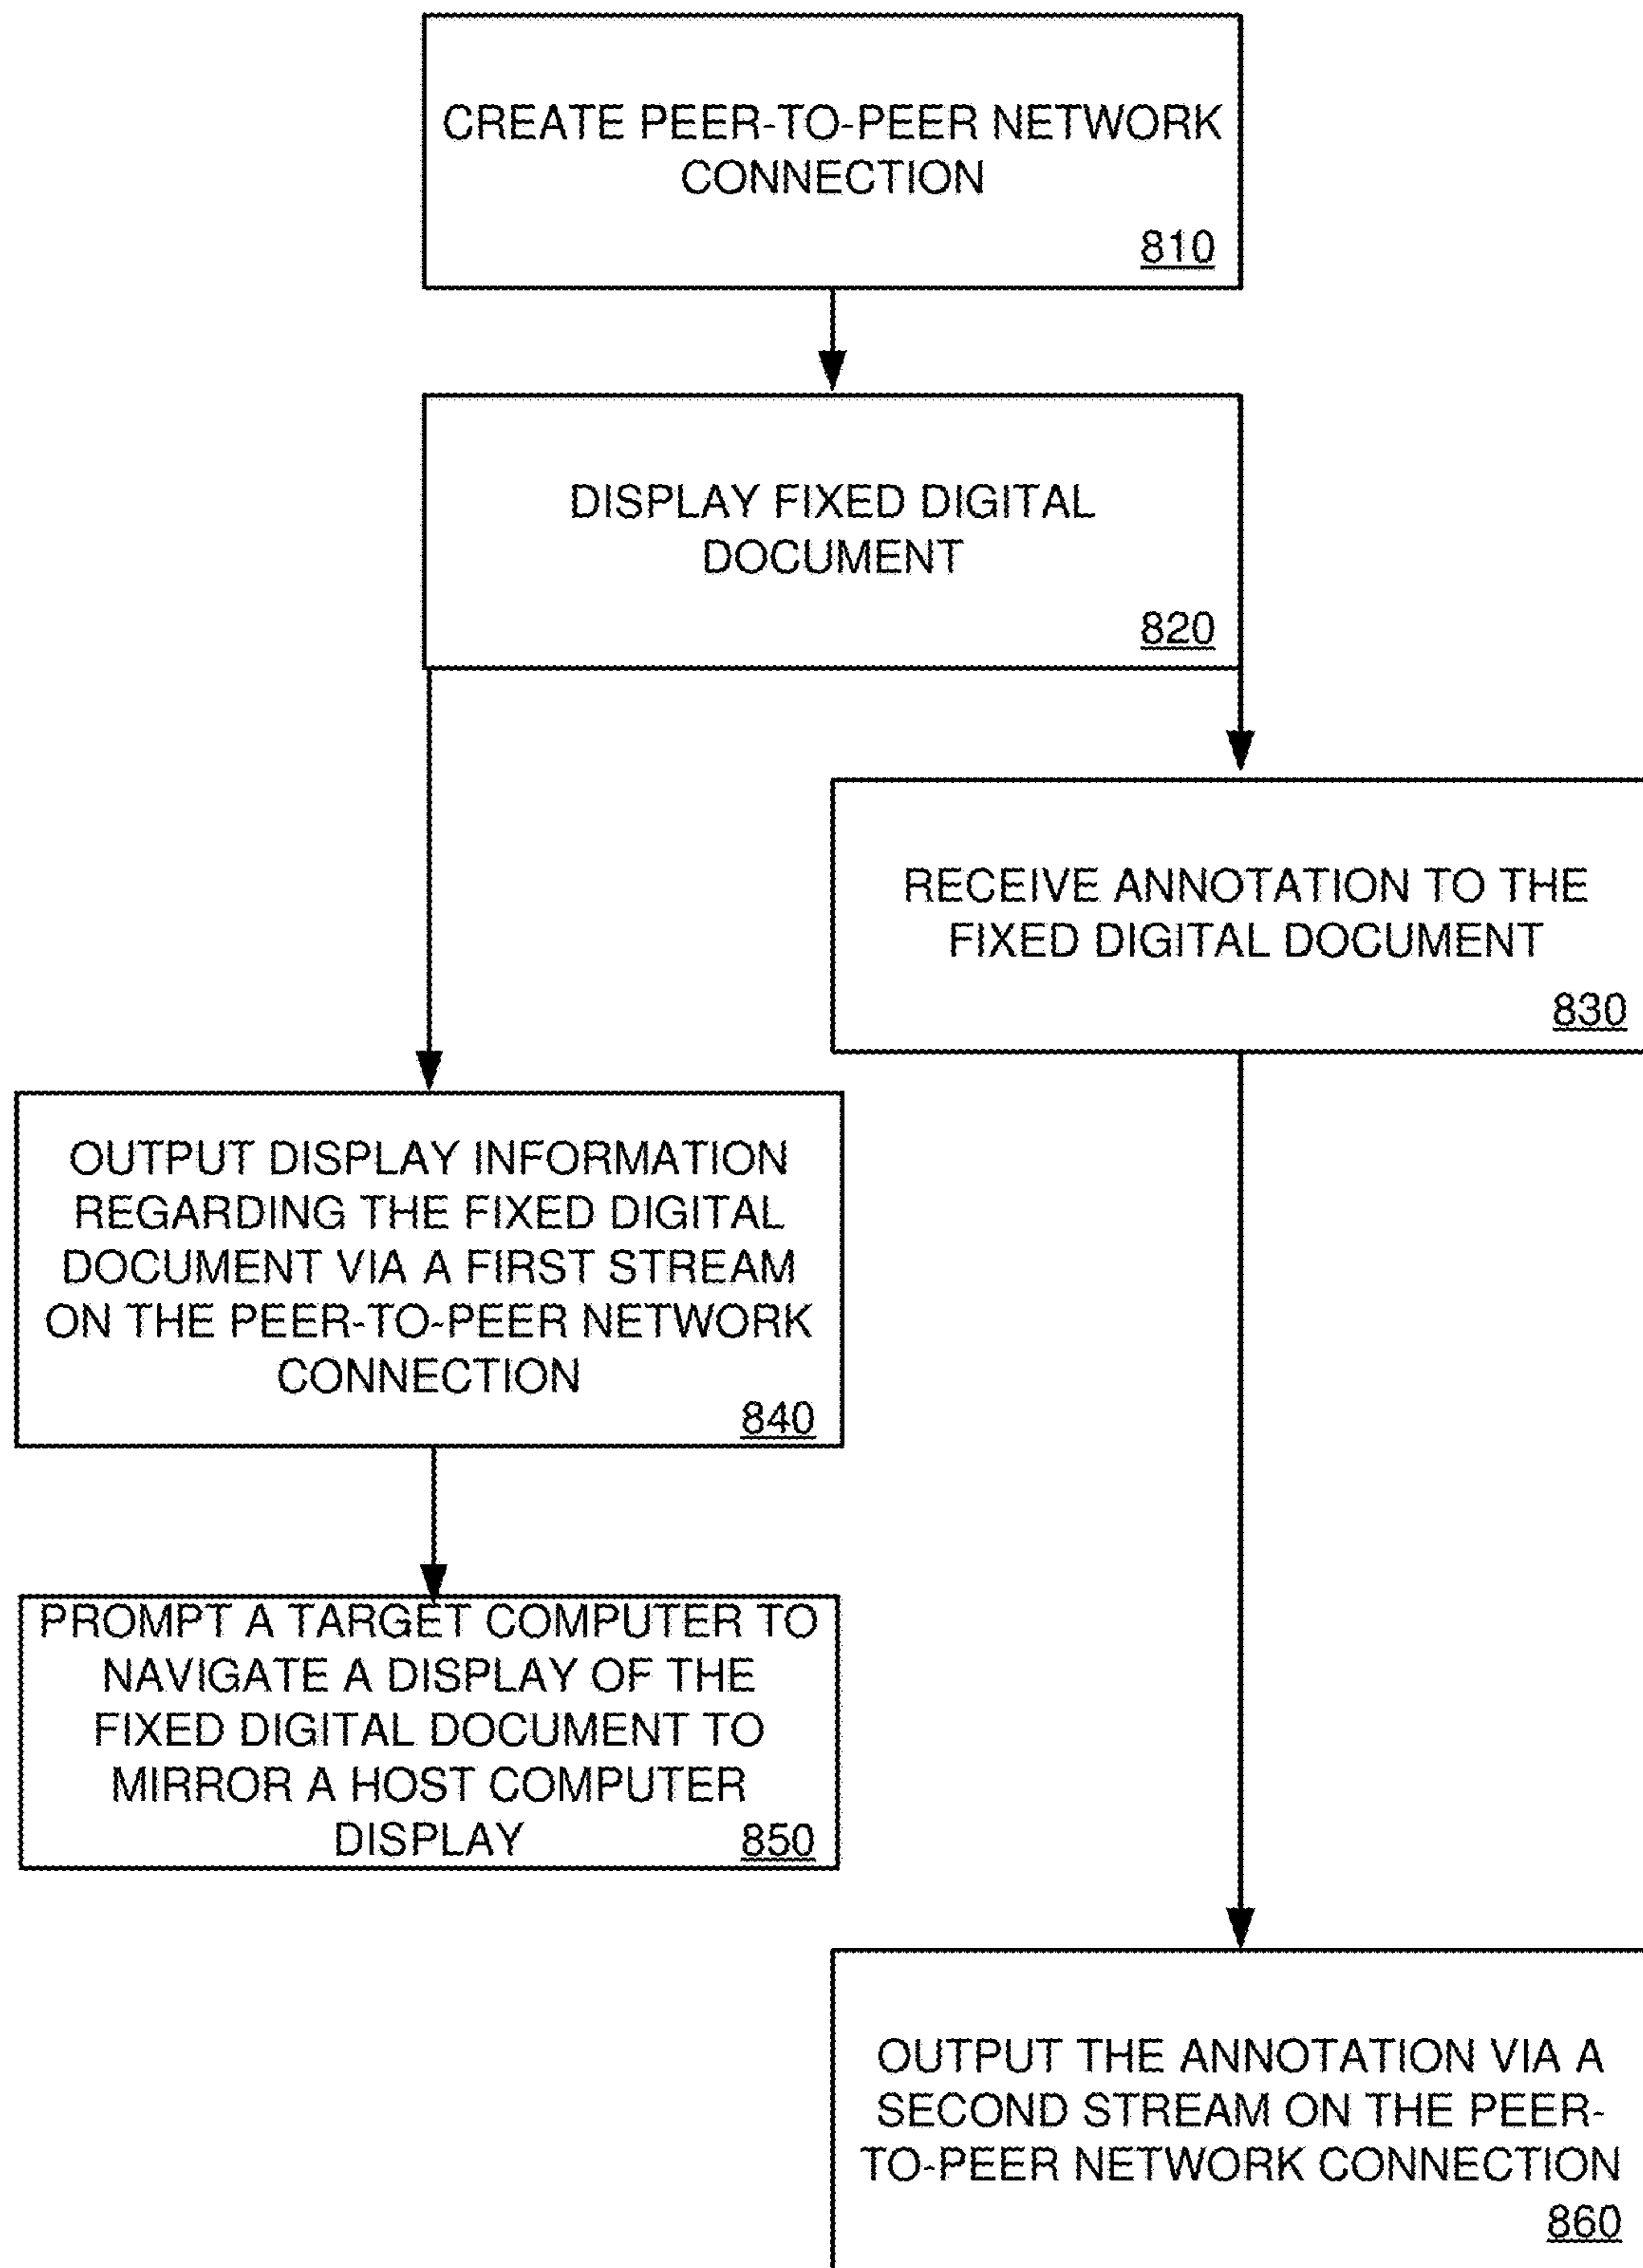 CREATE PEER-TO-PEER NETWORK
CONNECTION
810
DISPLAY FIXED DIGITAL
DOCUMENT
820
RECEIVE ANNOTATION TO THE
FIXED DIGITAL DOCUMENT
830
OUTPUT DISPLAY INFORMATION
REGARDING THE FIXED DIGITAL
DOCUMENT VIA A FIRST STREAM
ON THE PEER-TO-PEER NETWORK
CONNECTION
840
PROMPT A TARGET COMPUTER TO
NAVIGATE A DISPLAY OF THE
FIXED DIGITAL DOCUMENT TO
MIRROR A HOST COMPUTER
DISPLAY 850
OUTPUT THE ANNOTATION VIA A
SECOND STREAM ON THE PEER-
TO-PEER NETWORK CONNECTION
860